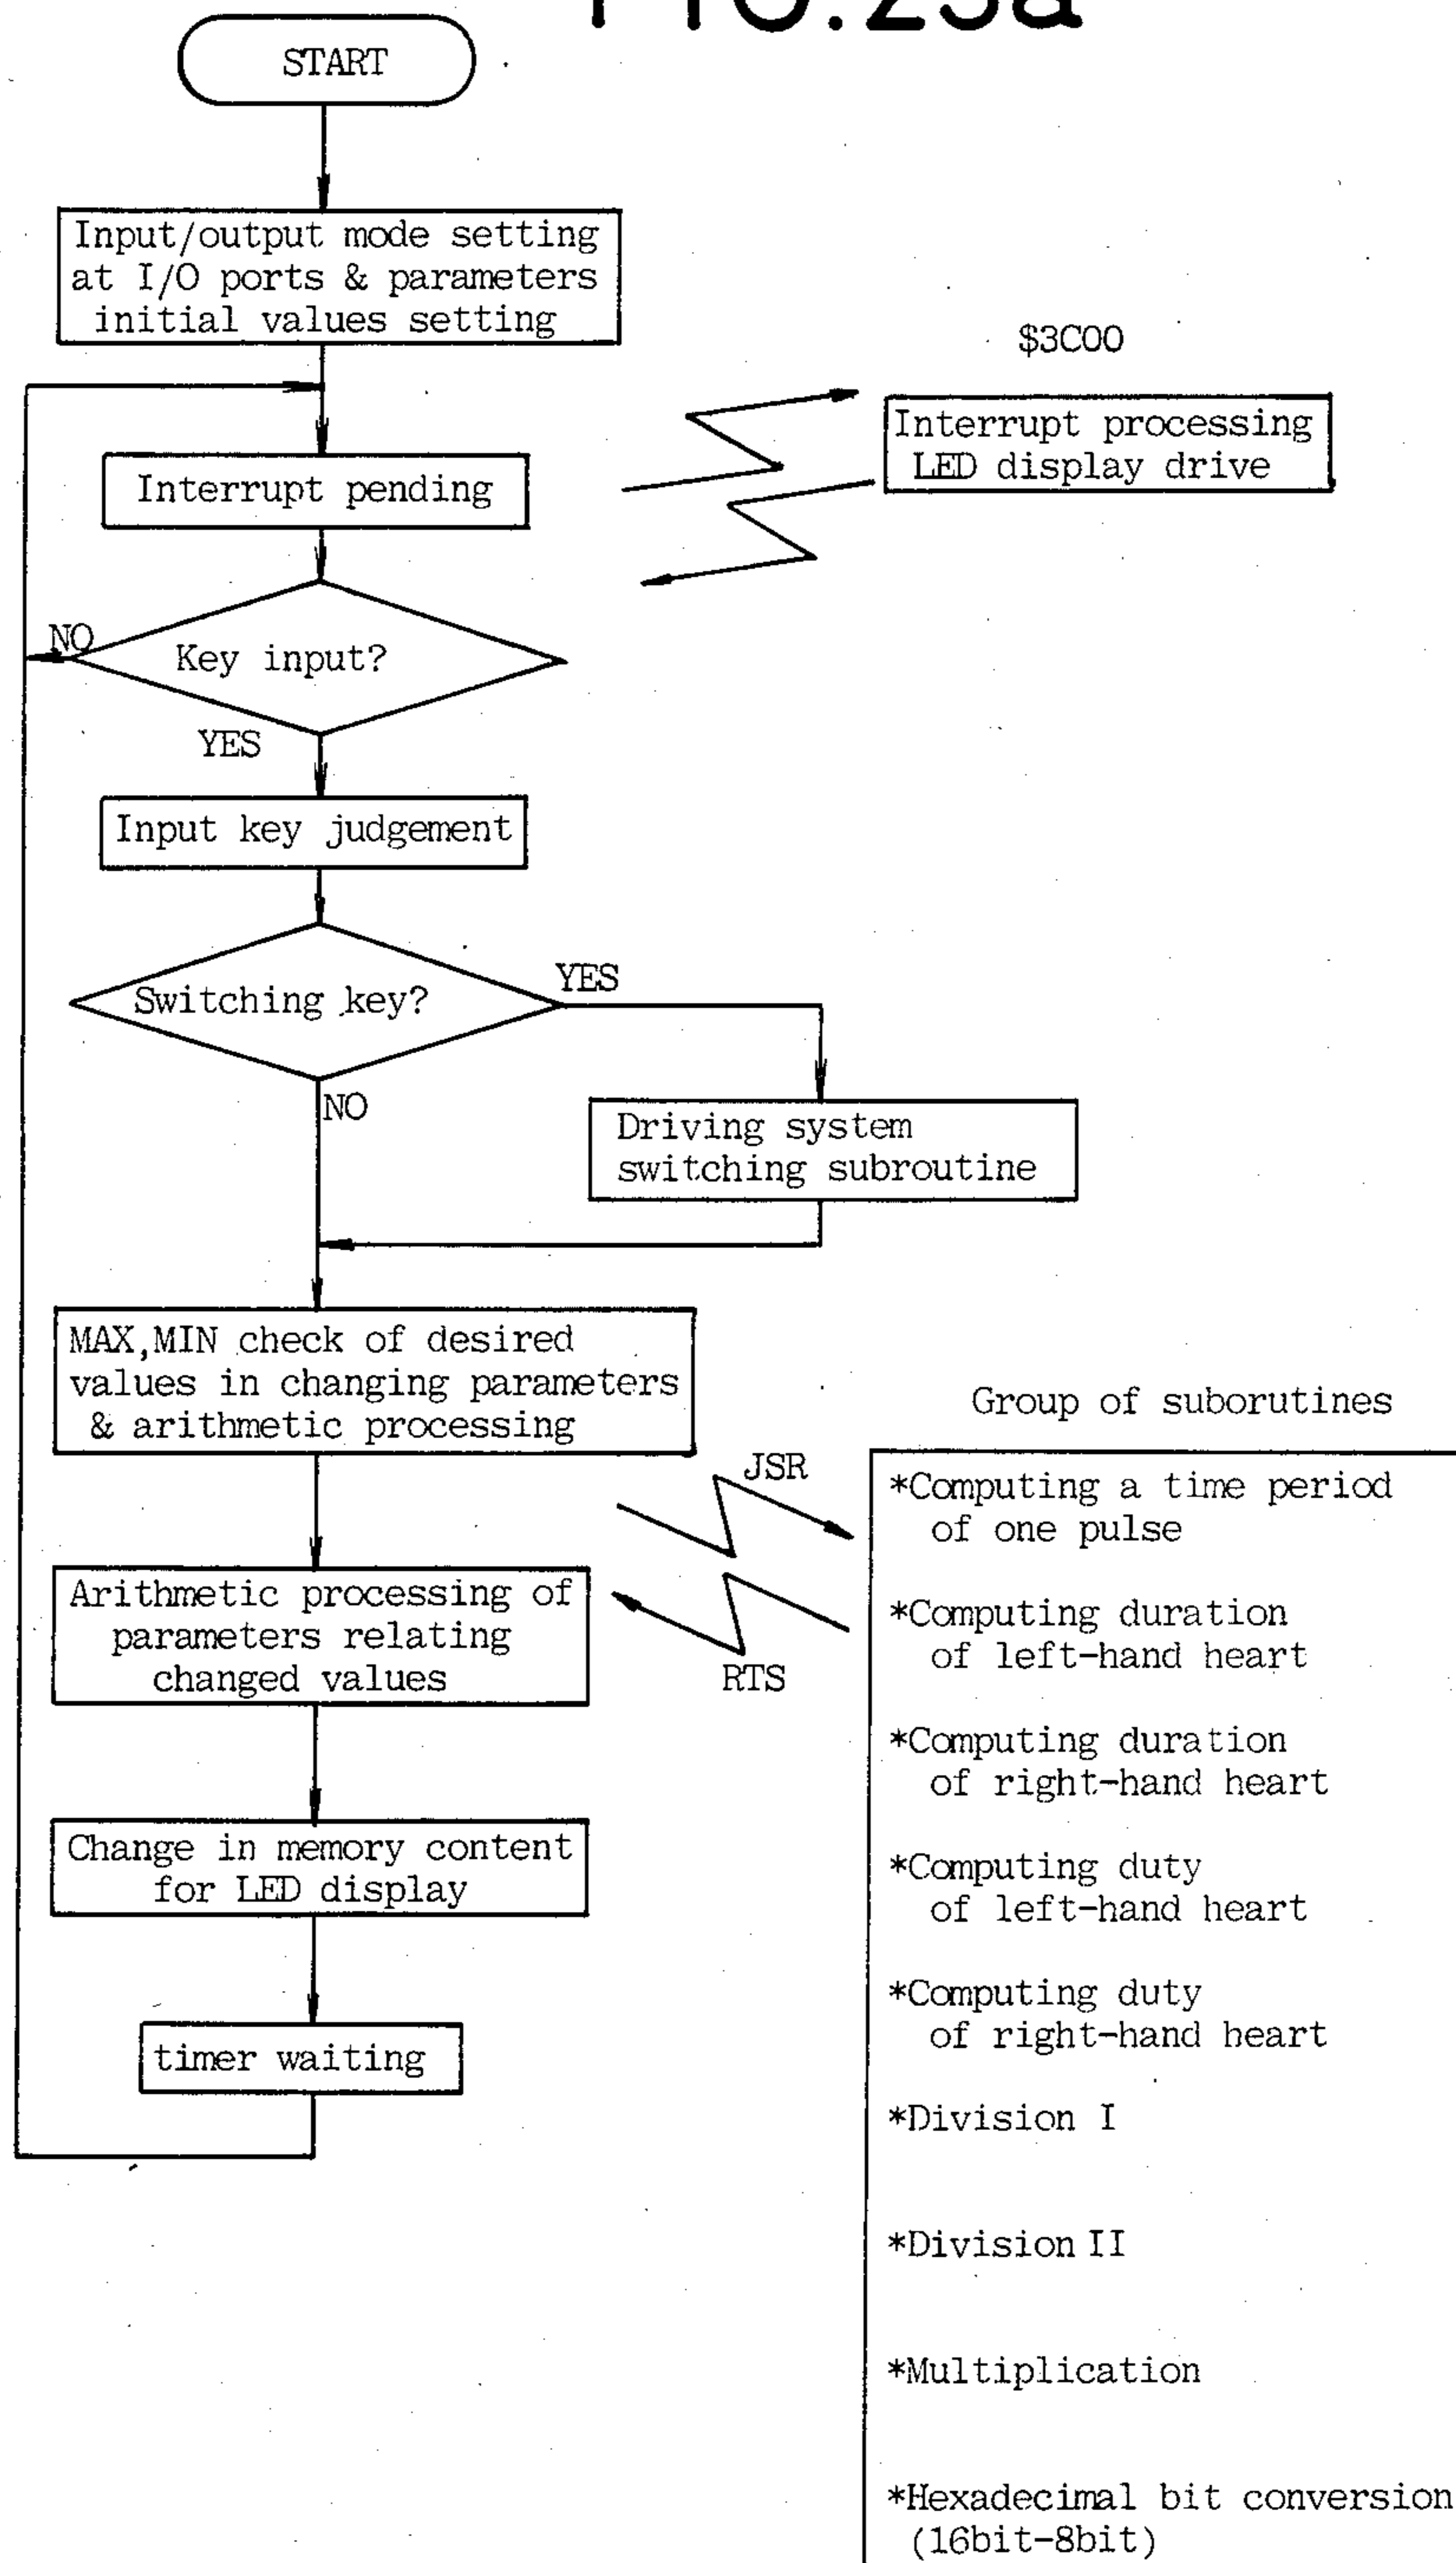 FIG.23a
START
Input/output mode setting
at I/O ports & parameters
initial values setting
$3C00
Interrupt processing
LED display drive
Interrupt pending
NO
Key input?
YES
Input key judgement
YES
Switching key?
NO
Driving system
switching subroutine
MAX,MIN check of desired
values in changing parameters
& arithmetic processing
Group of suborutines
JSR
*Computing a time period
of one pulse
Arithmetic processing of
parameters relating
changed values
RTS
*Computing duration
of left-hand heart
*Computing duration
of right-hand heart
Change in memory content
for LED display
*Computing duty
of left-hand heart
*Computing duty
of right-hand heart
timer waiting
*Division I
*Division II
*Multiplication
*Hexadecimal bit conversion
(16bit-8bit)